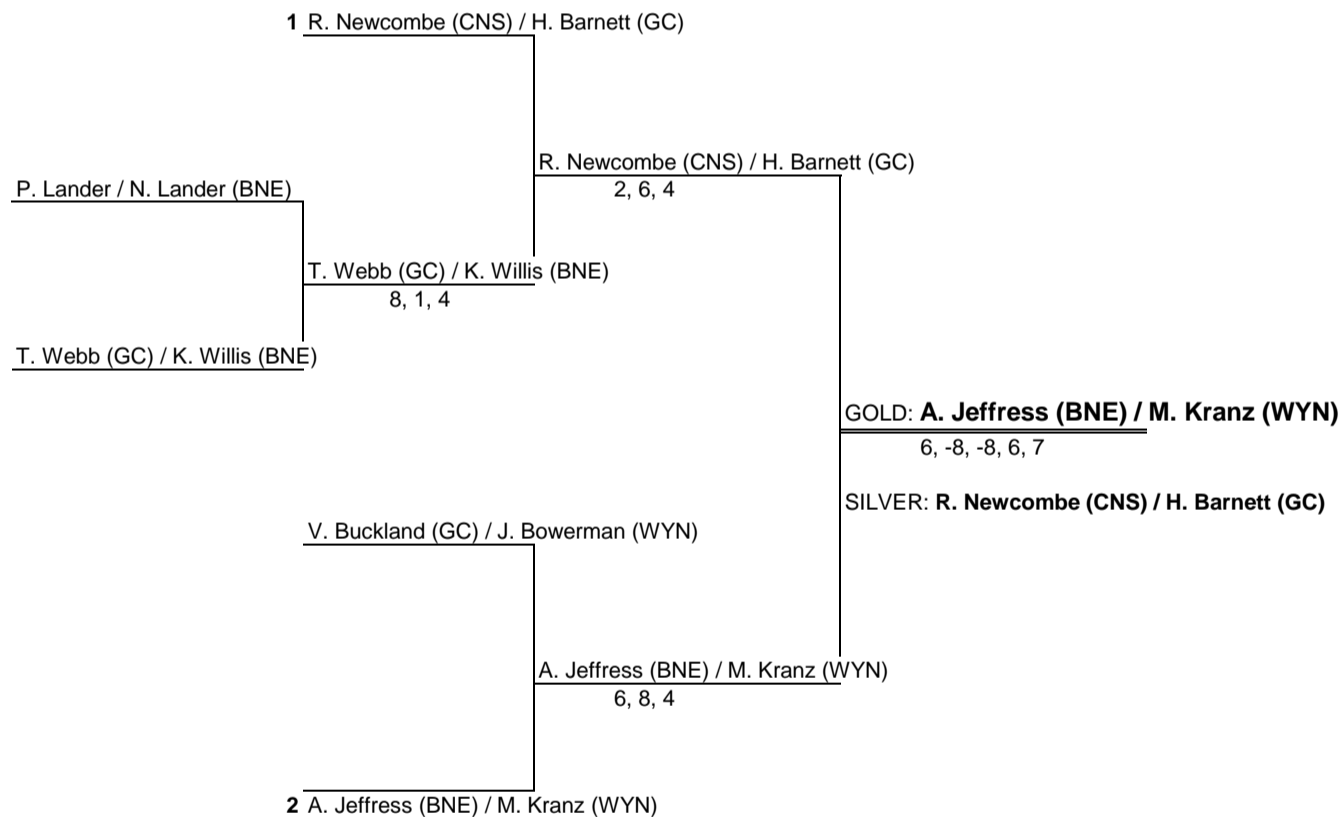 1 R. Newcombe (CNS) / H. Barnett (GC)
R. Newcombe (CNS) / H. Barnett (GC)
2, 6, 4
P. Lander / N. Lander (BNE)
T. Webb (GC) / K. Willis (BNE)
8, 1, 4
T. Webb (GC) / K. Willis (BNE)
GOLD: A. Jeffress (BNE) / M. Kranz (WYN)
6, -8, -8, 6, 7
SILVER: R. Newcombe (CNS) / H. Barnett (GC)
V. Buckland (GC) / J. Bowerman (WYN)
A. Jeffress (BNE) / M. Kranz (WYN)
6, 8, 4
2 A. Jeffress (BNE) / M. Kranz (WYN)